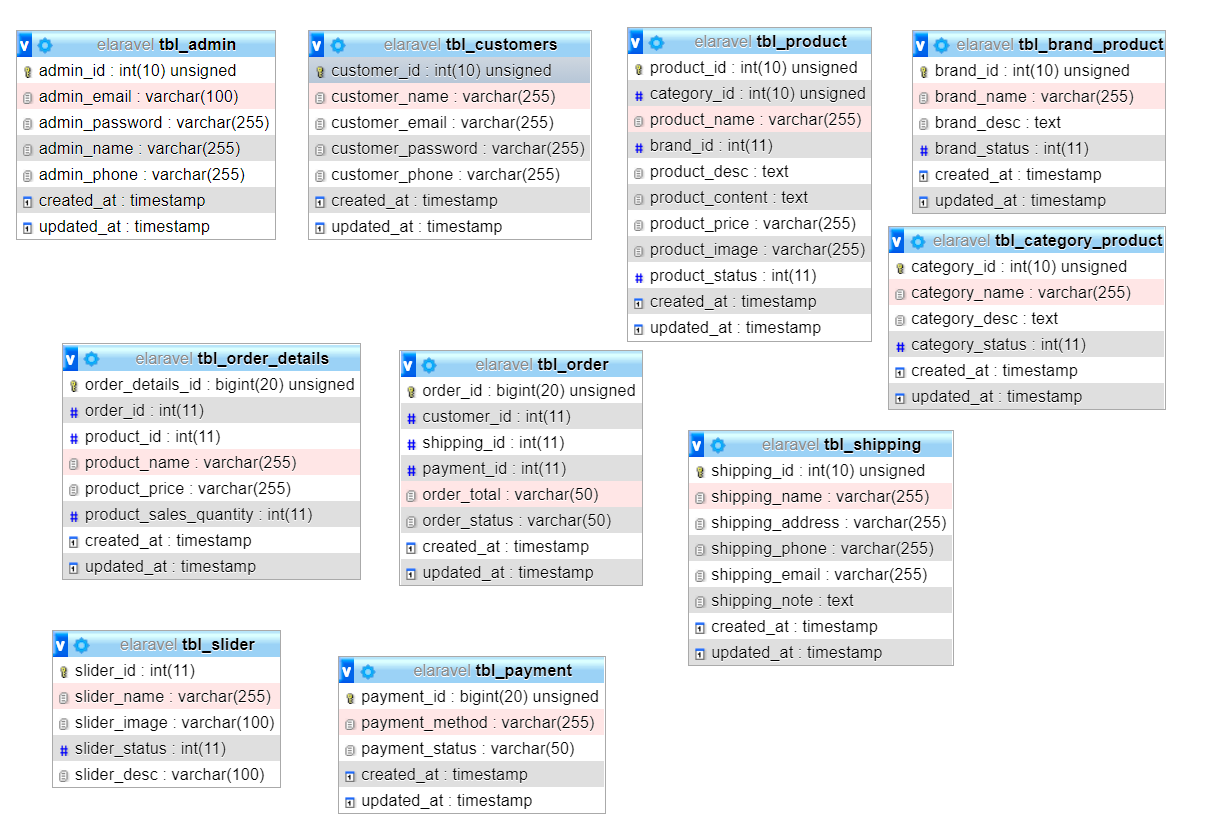 elaravel tbl_admin
admin_id : int(10) unsigned
admin_email : varchar(100)
admin_password : varchar(255)
admin_name : varchar(255)
admin_phone : varchar(255)
created_at : timestamp
updated_at : timestamp
elaravel tbl_customers
customer_id : int(10) unsigned
customer_name : varchar(255)
customer_email : varchar(255)
customer_password : varchar(255)
customer_phone : varchar(255)
created_at : timestamp
updated_at : timestamp
elaravel tbl_product
product_id : int(10) unsigned
category_id : int(10) unsigned
product_name : varchar(255)
brand_id : int(11)
product_desc : text
product_content : text
product_price : varchar(255)
product_image : varchar(255)
product_status : int(11)
created_at : timestamp
updated_at : timestamp
elaravel tbl_brand_product
brand_id : int(10) unsigned
brand_name : varchar(255)
brand_desc : text
brand_status : int(11)
created_at : timestamp
updated_at : timestamp
elaravel tbl_category_product
category_id : int(10) unsigned
category_name : varchar(255)
category_desc : text
category_status : int(11)
created_at : timestamp
updated_at : timestamp
elaravel tbl_order_details
order_details_id : bigint(20) unsigned
order_id : int(11)
product_id : int(11)
product_name : varchar(255)
product_price : varchar(255)
product_sales_quantity : int(11)
created_at : timestamp
updated_at : timestamp
elaravel tbl_order
order_id : bigint(20) unsigned
customer_id : int(11)
shipping_id : int(11)
payment_id : int(11)
order_total : varchar(50)
order_status : varchar(50)
created_at : timestamp
updated_at : timestamp
elaravel tbl_shipping
shipping_id : int(10) unsigned
shipping_name : varchar(255)
shipping_address : varchar(255)
shipping_phone : varchar(255)
shipping_email : varchar(255)
shipping_note : text
created_at : timestamp
updated_at : timestamp
elaravel tbl_slider
slider_id : int(11)
slider_name : varchar(255)
slider_image : varchar(100)
slider_status : int(11)
slider_desc : varchar(100)
elaravel tbl_payment
payment_id : bigint(20) unsigned
payment_method : varchar(255)
payment_status : varchar(50)
created_at : timestamp
updated_at : timestamp